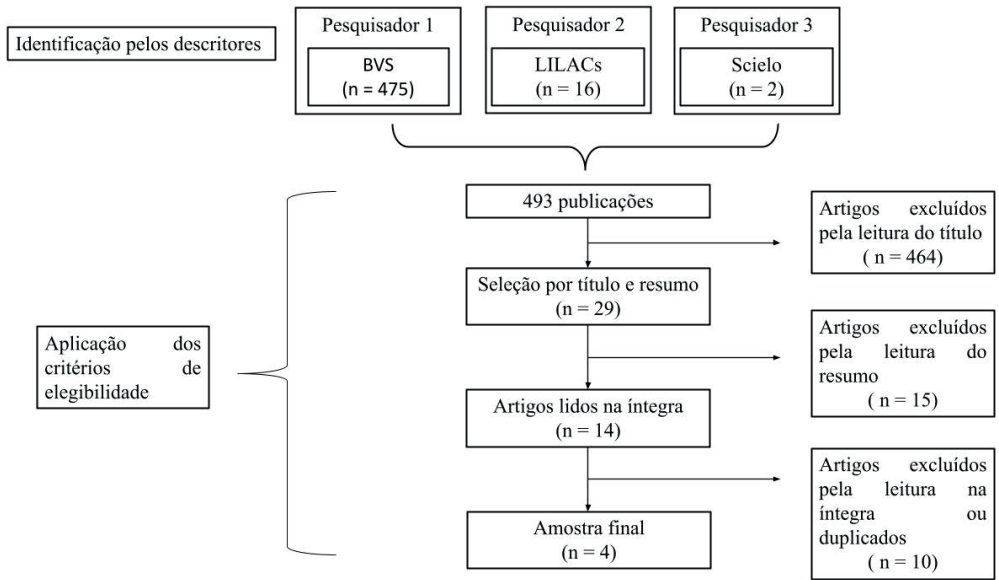 Identificação pelos descritores
Pesquisador 1
BVS
(n = 475)
Pesquisador 2
LILACs
(n = 16)
Pesquisador 3
Scielo
(n = 2)
493 publicações
Artigos excluídos
pela leitura do título
( n = 464)
Seleção por título e resumo
(n = 29)
Aplicação dos
critérios de
elegibilidade
Artigos excluídos
pela leitura do
resumo
( n = 15)
Artigos lidos na íntegra
(n = 14)
Artigos excluídos
pela leitura na
íntegra ou
duplicados
( n = 10)
Amostra final
(n = 4)